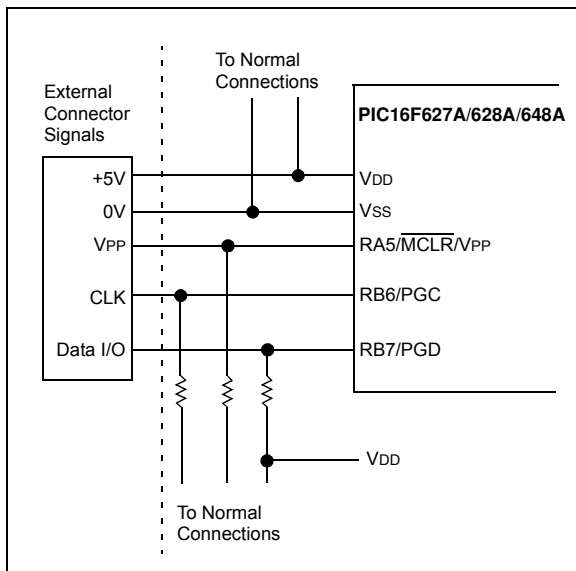 To Normal
Connections
External
Connector
Signals
PIC16F627A/628A/648A
+5V
VDD
0V
VSS
VPP
RA5/MCLR/VPP
CLK
RB6/PGC
Data I/O
RB7/PGD
VDD
To Normal
Connections